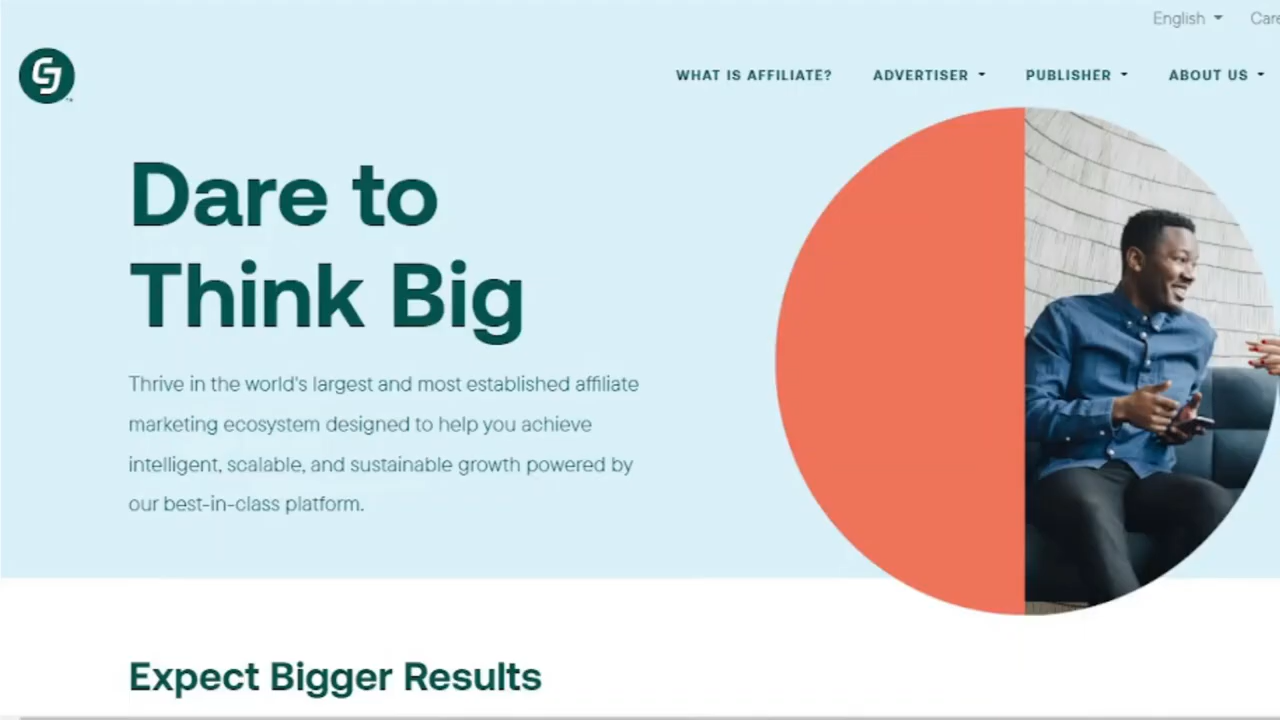 English
CJ
WHAT IS AFFILIATE? ADVERTISER PUBLISHER ABOUT US
Dare to
Think Big
Thrive in the world's largest and most established affiliate
marketing ecosystem designed to help you achieve
intelligent, scalable, and sustainable growth powered by
our best-in-class platform.
Expect Bigger Results